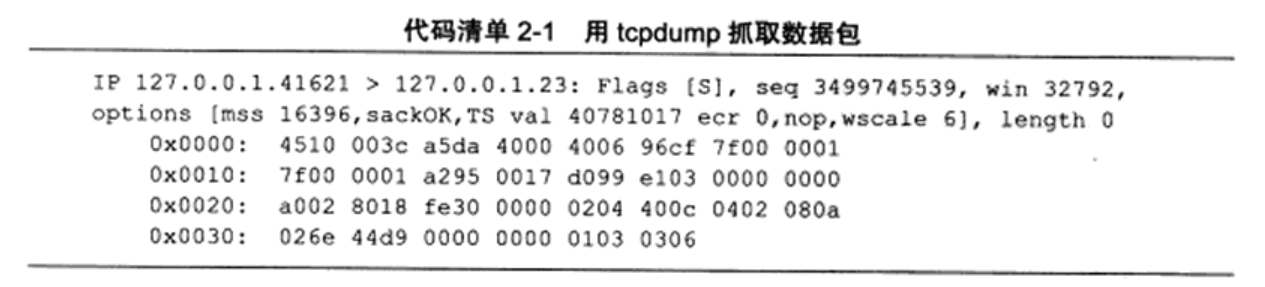 代码清单 2-1 用 tcpdump 抓取数据包
IP 127.0.0.1.41621 > 127.0.0.1.23: Flags [S], seq 3499745539, win 32792,
options [mss 16396,sackOK,TS val 40781017 ecr 0,nop,wscale 6], length 0
0x0000: 4510 003c a5da 4000 4006 96cf 7f00 0001
0x0010: 7f00 0001 a295 0017 d099 e103 0000 0000
0x0020: a002 8018 fe30 0000 0204 400c 0402 080a
0x0030: 026e 44d9 0000 0000 0103 0306